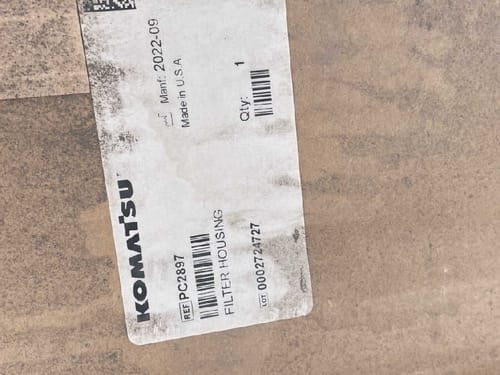 KOMATSU
REF PC2897
FILTER HOUSING
LOT 0002724727
Manf: 2022-09
Made in U.S.A
Qty: 1